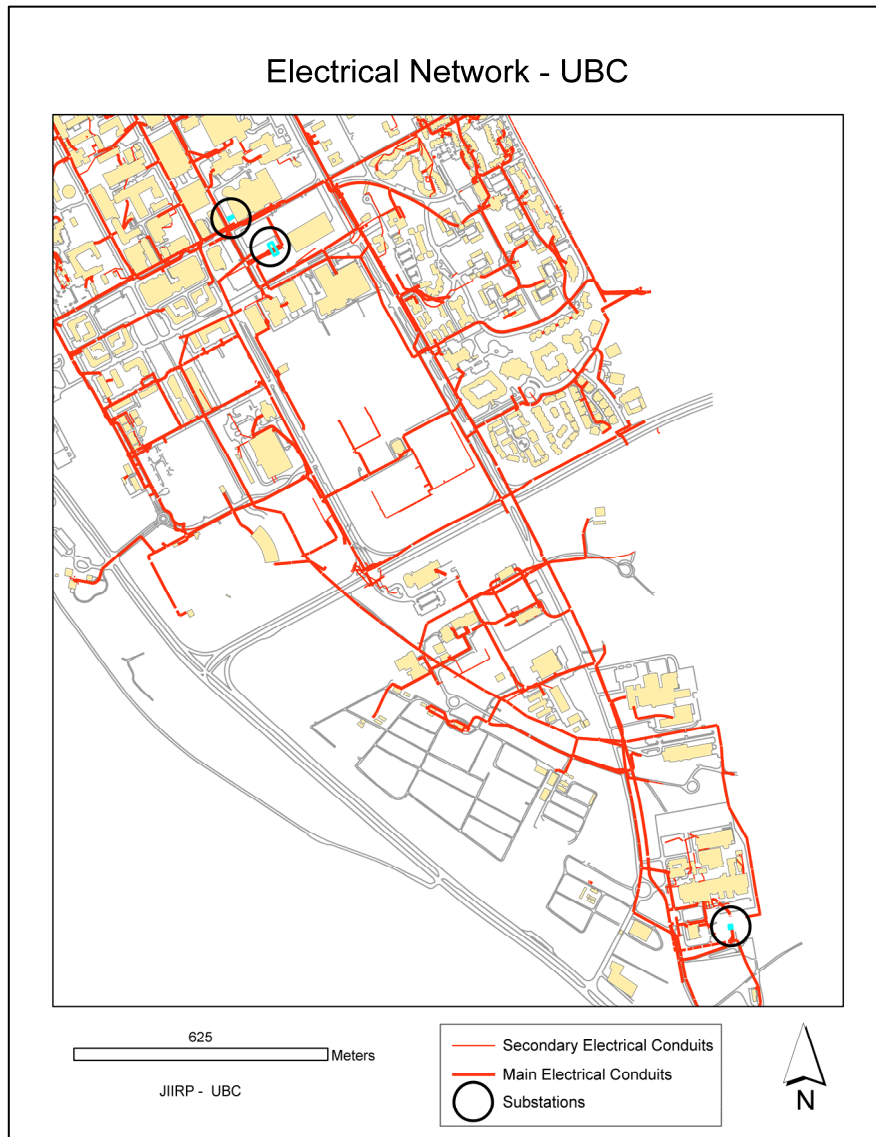 Electrical Network - UBC
625
Meters
JIIRP - UBC
Secondary Electrical Conduits
Main Electrical Conduits
Substations
N